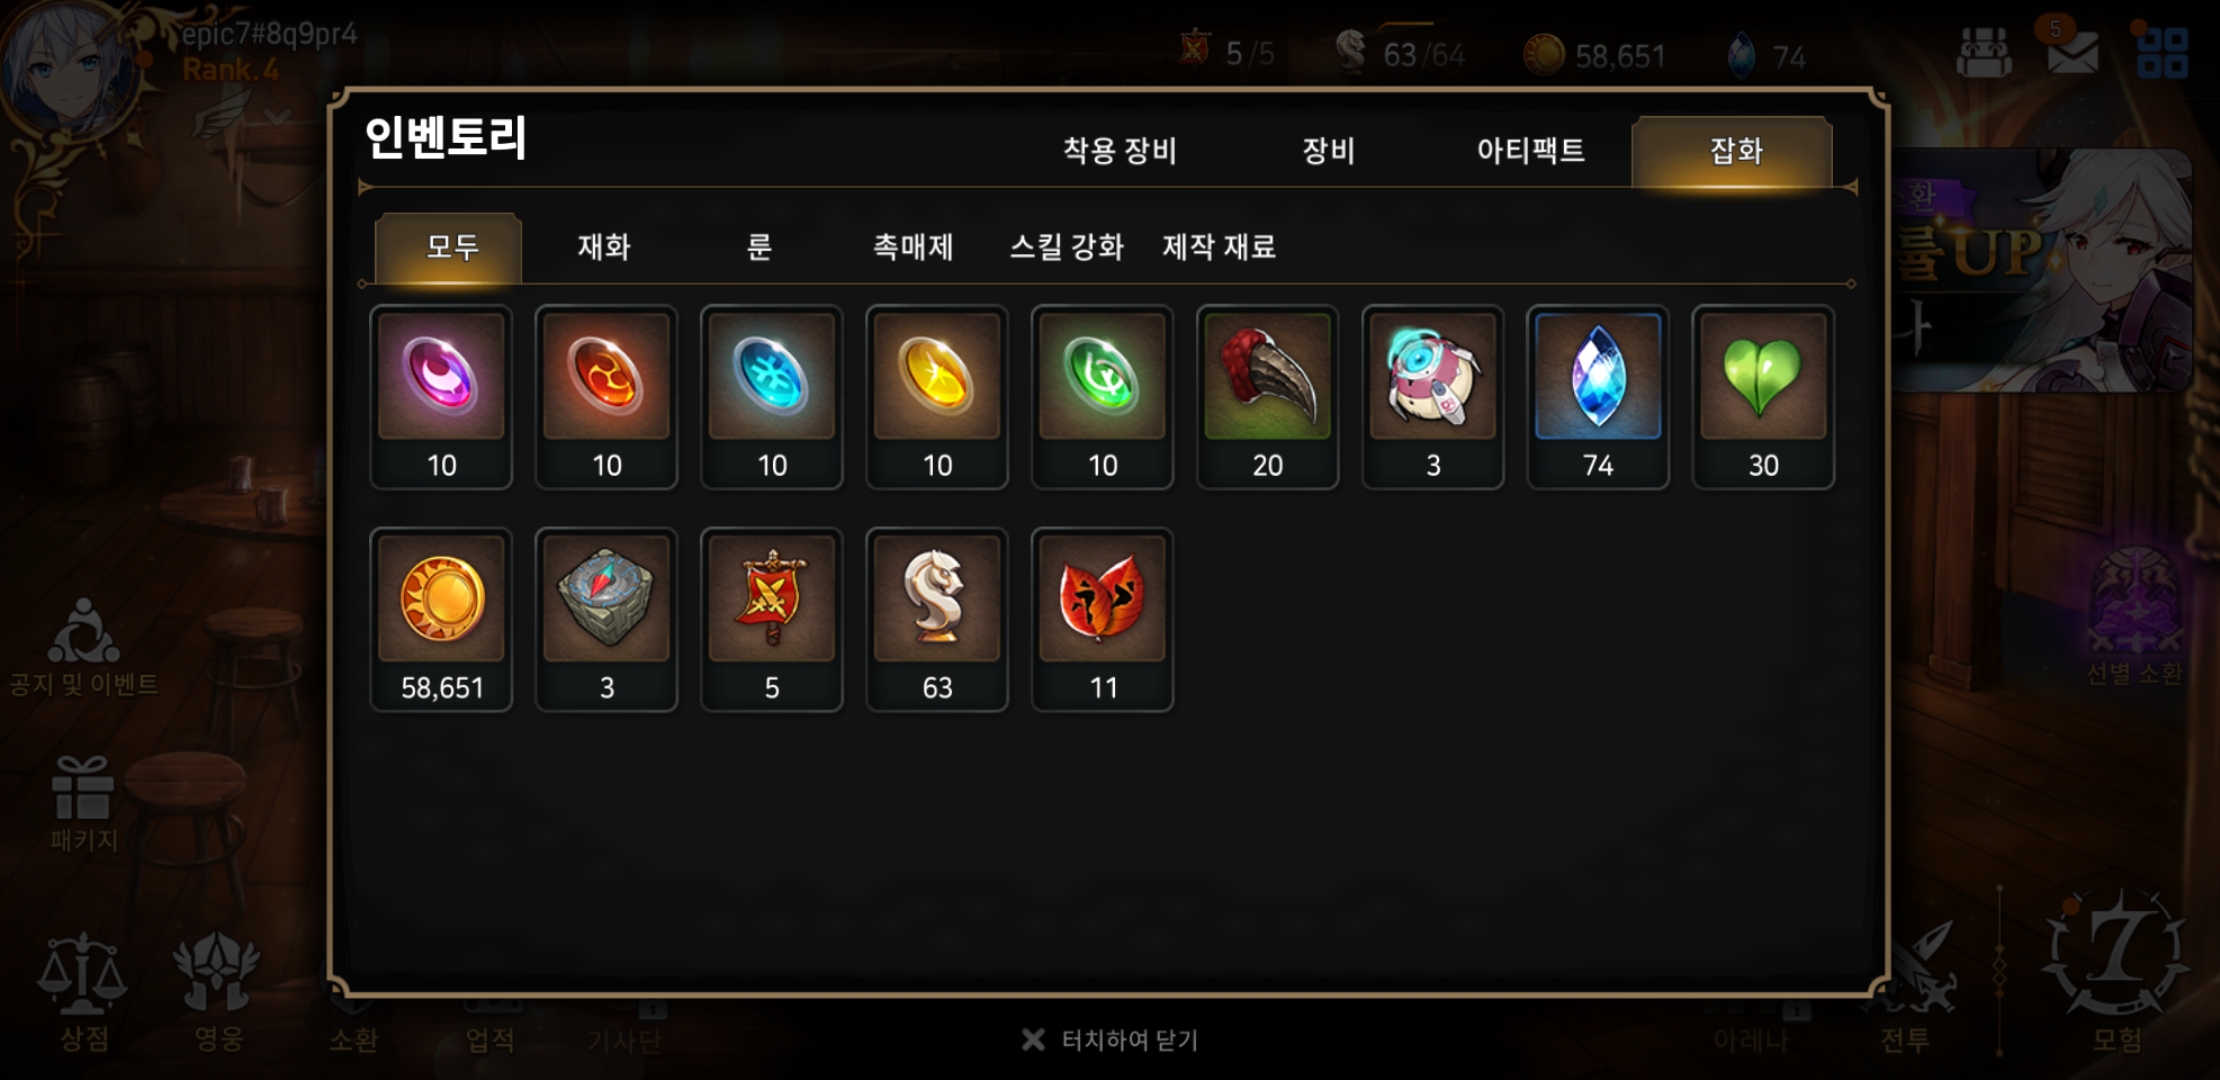 epic7#8q9pr4
Rank.4
5/5
63/64
58,651
74
5
인벤토리
착용 장비
장비
아티팩트
잡화
모두
재화
룬
촉매제
스킬 강화
제작 재료
10
10
10
10
10
20
3
74
30
58,651
3
5
63
11
률UP
나
공지 및 이벤트
패키지
선별 소환
상점
영웅
소환
업적
기사단
터치하여 닫기
아레나
전투
모험
7